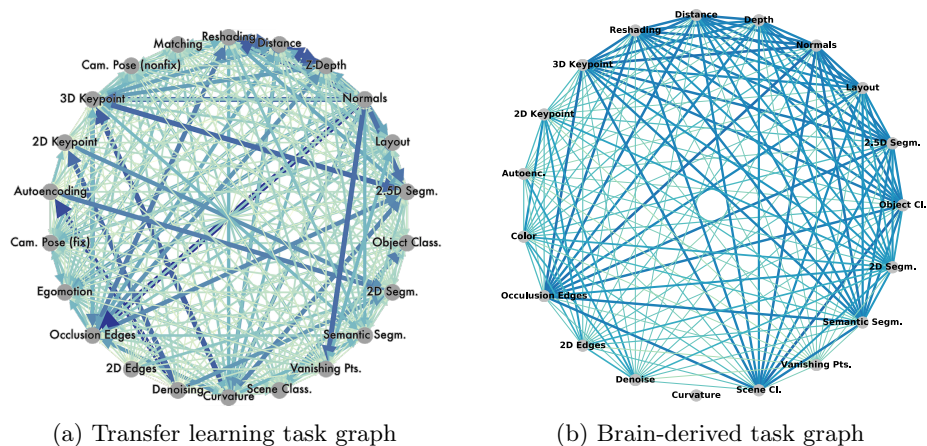 Reshading
Distance
Matching
Z-Depth
Cam. Pose (nonfix)
3D Keypoint
Normals
2D Keypoint
Layout
Autoencoding
2.5D Segm.
Cam. Pose (fix)
Object Class.
Egomotion
2D Segm.
Occlusion Edges
Semantic Segm.
2D Edges
Vanishing Pts.
Denoising
Curvature
Scene Class.
(a) Transfer learning task graph
Distance
Depth
Reshading
Normals
3D Keypoint
Layout
2D Keypoint
2.5D Segm.
Autoenc.
Object Cl.
Color
2D Segm.
Occulusion Edges
Semantic Segm.
2D Edges
Vanishing Pts.
Denoise
Scene Cl.
Curvature
(b) Brain-derived task graph